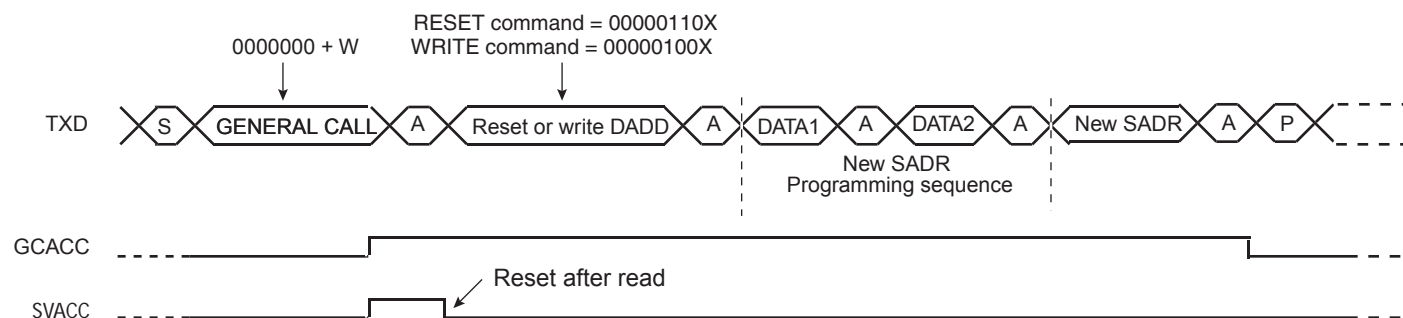 RESET command = 00000110X
0000000 + W
WRITE command = 00000100X
TXD
S
GENERAL CALL
A
Reset or write DADD
A
DATA1
A
DATA2
A
New SADR
A
P
New SADR
Programming sequence
GCACC
Reset after read
SVACC